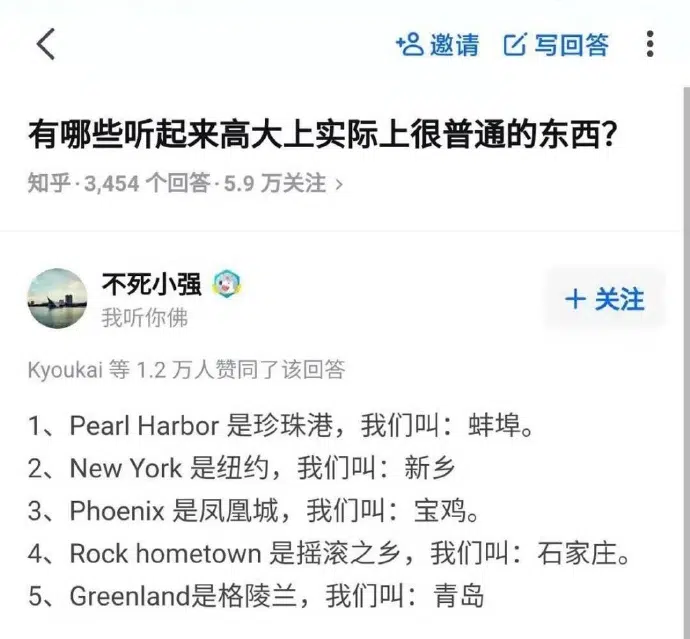 邀请 写回答
有哪些听起来高大上实际上很普通的东西？
知乎·3,454 个回答·5.9 万关注 >
不死小强
我听你佛
+ 关注
Kyoukai 等 1.2 万人赞同了该回答
1、Pearl Harbor 是珍珠港，我们叫：蚌埠。
2、New York 是纽约，我们叫：新乡
3、Phoenix 是凤凰城，我们叫：宝鸡。
4、Rock hometown 是摇滚之乡，我们叫：石家庄。
5、Greenland是格陵兰，我们叫：青岛